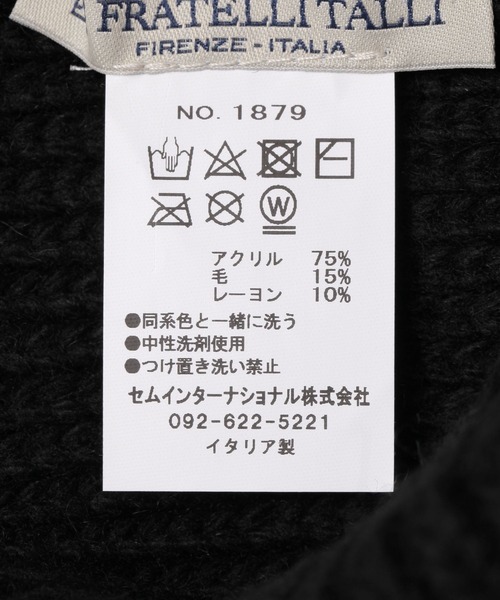 FRATELLI TALLI
FIRENZE - ITALIA
NO. 1879
W
アクリル 75%
毛 15%
レーヨン 10%
●同系色と一緒に洗う
●中性洗剤使用
●つけ置き洗い禁止
セムインターナショナル株式会社
092-622-5221
イタリア製